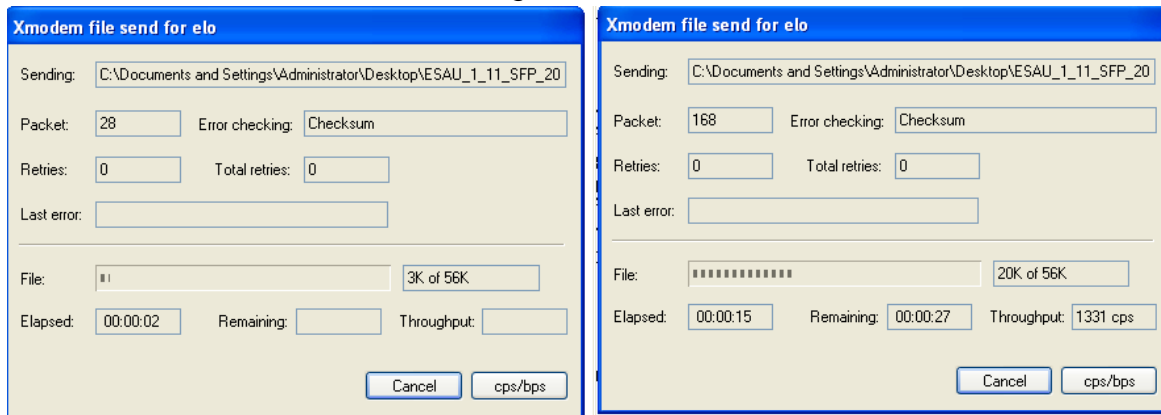 Xmodem file send for elo
Sending: C:\Documents and Settings\Administrator\Desktop\ESAU_1_11_SFP_20
Packet: 28 Error checking: Checksum
Retries: 0 Total retries: 0
Last error:
File: 3K of 56K
Elapsed: 00:00:02 Remaining: Throughput:
Cancel cps/bps
Xmodem file send for elo
Sending: C:\Documents and Settings\Administrator\Desktop\ESAU_1_11_SFP_20
Packet: 168 Error checking: Checksum
Retries: 0 Total retries: 0
Last error:
File: 20K of 56K
Elapsed: 00:00:15 Remaining: 00:00:27 Throughput: 1331 cps
Cancel cps/bps